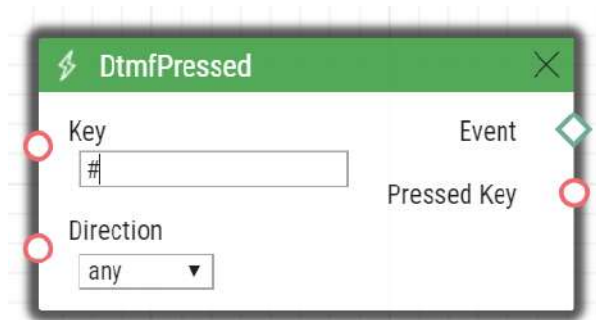 DtmfPressed
Key
Event
#
Pressed Key
Direction
any